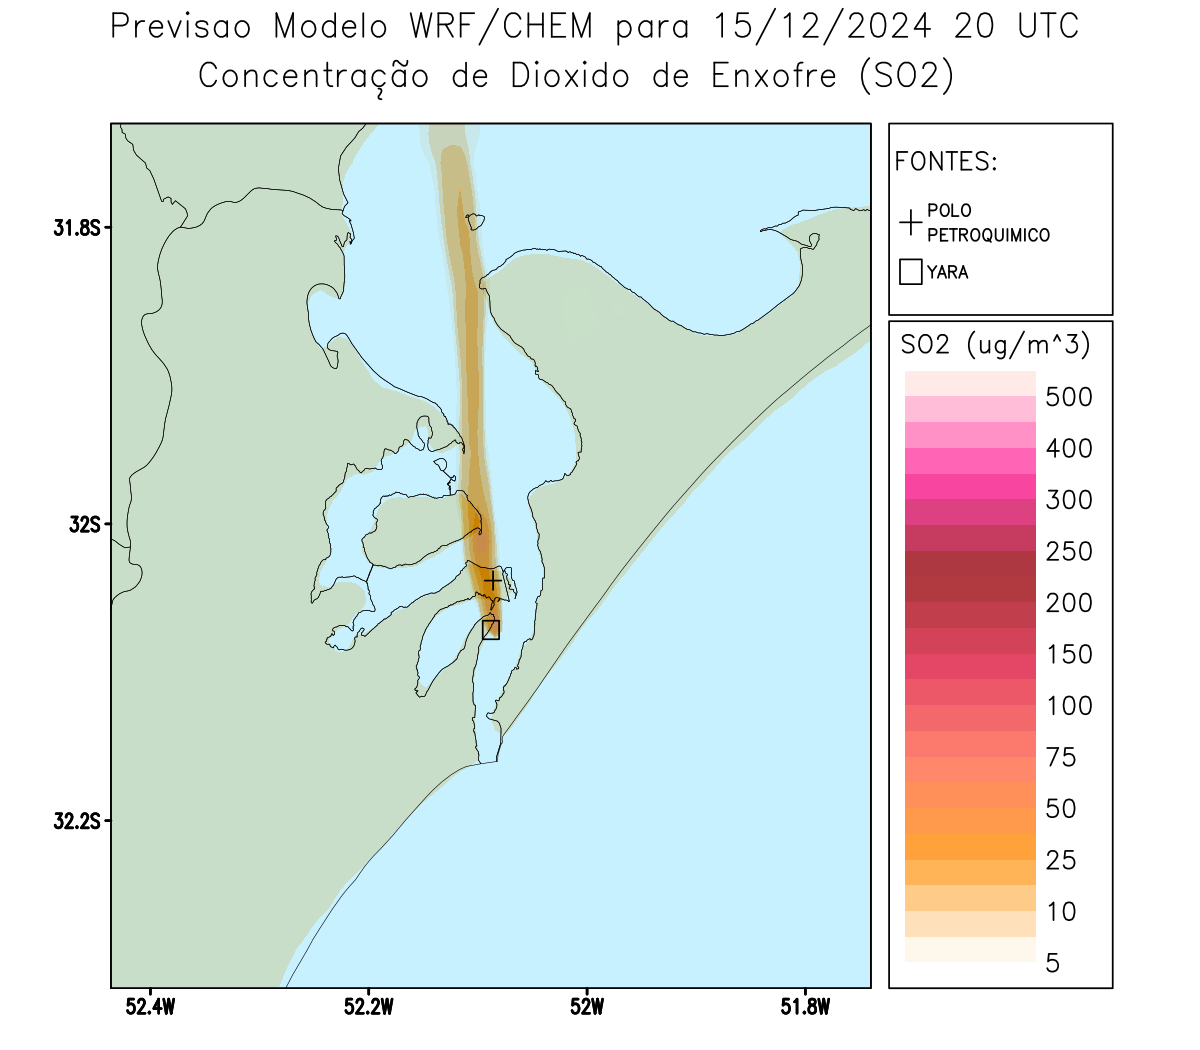 Previsao Modelo WRF/CHEM para 15/12/2024 20 UTC
Concentração de Dioxido de Enxofre (SO2)
FONTES:
POLO
PETROQUIMICO
YARA
SO2 (ug/m^3)
500
400
300
250
200
150
100
75
50
25
10
5
31.8S
32S
32.2S
52.4W
52.2W
52W
51.8W